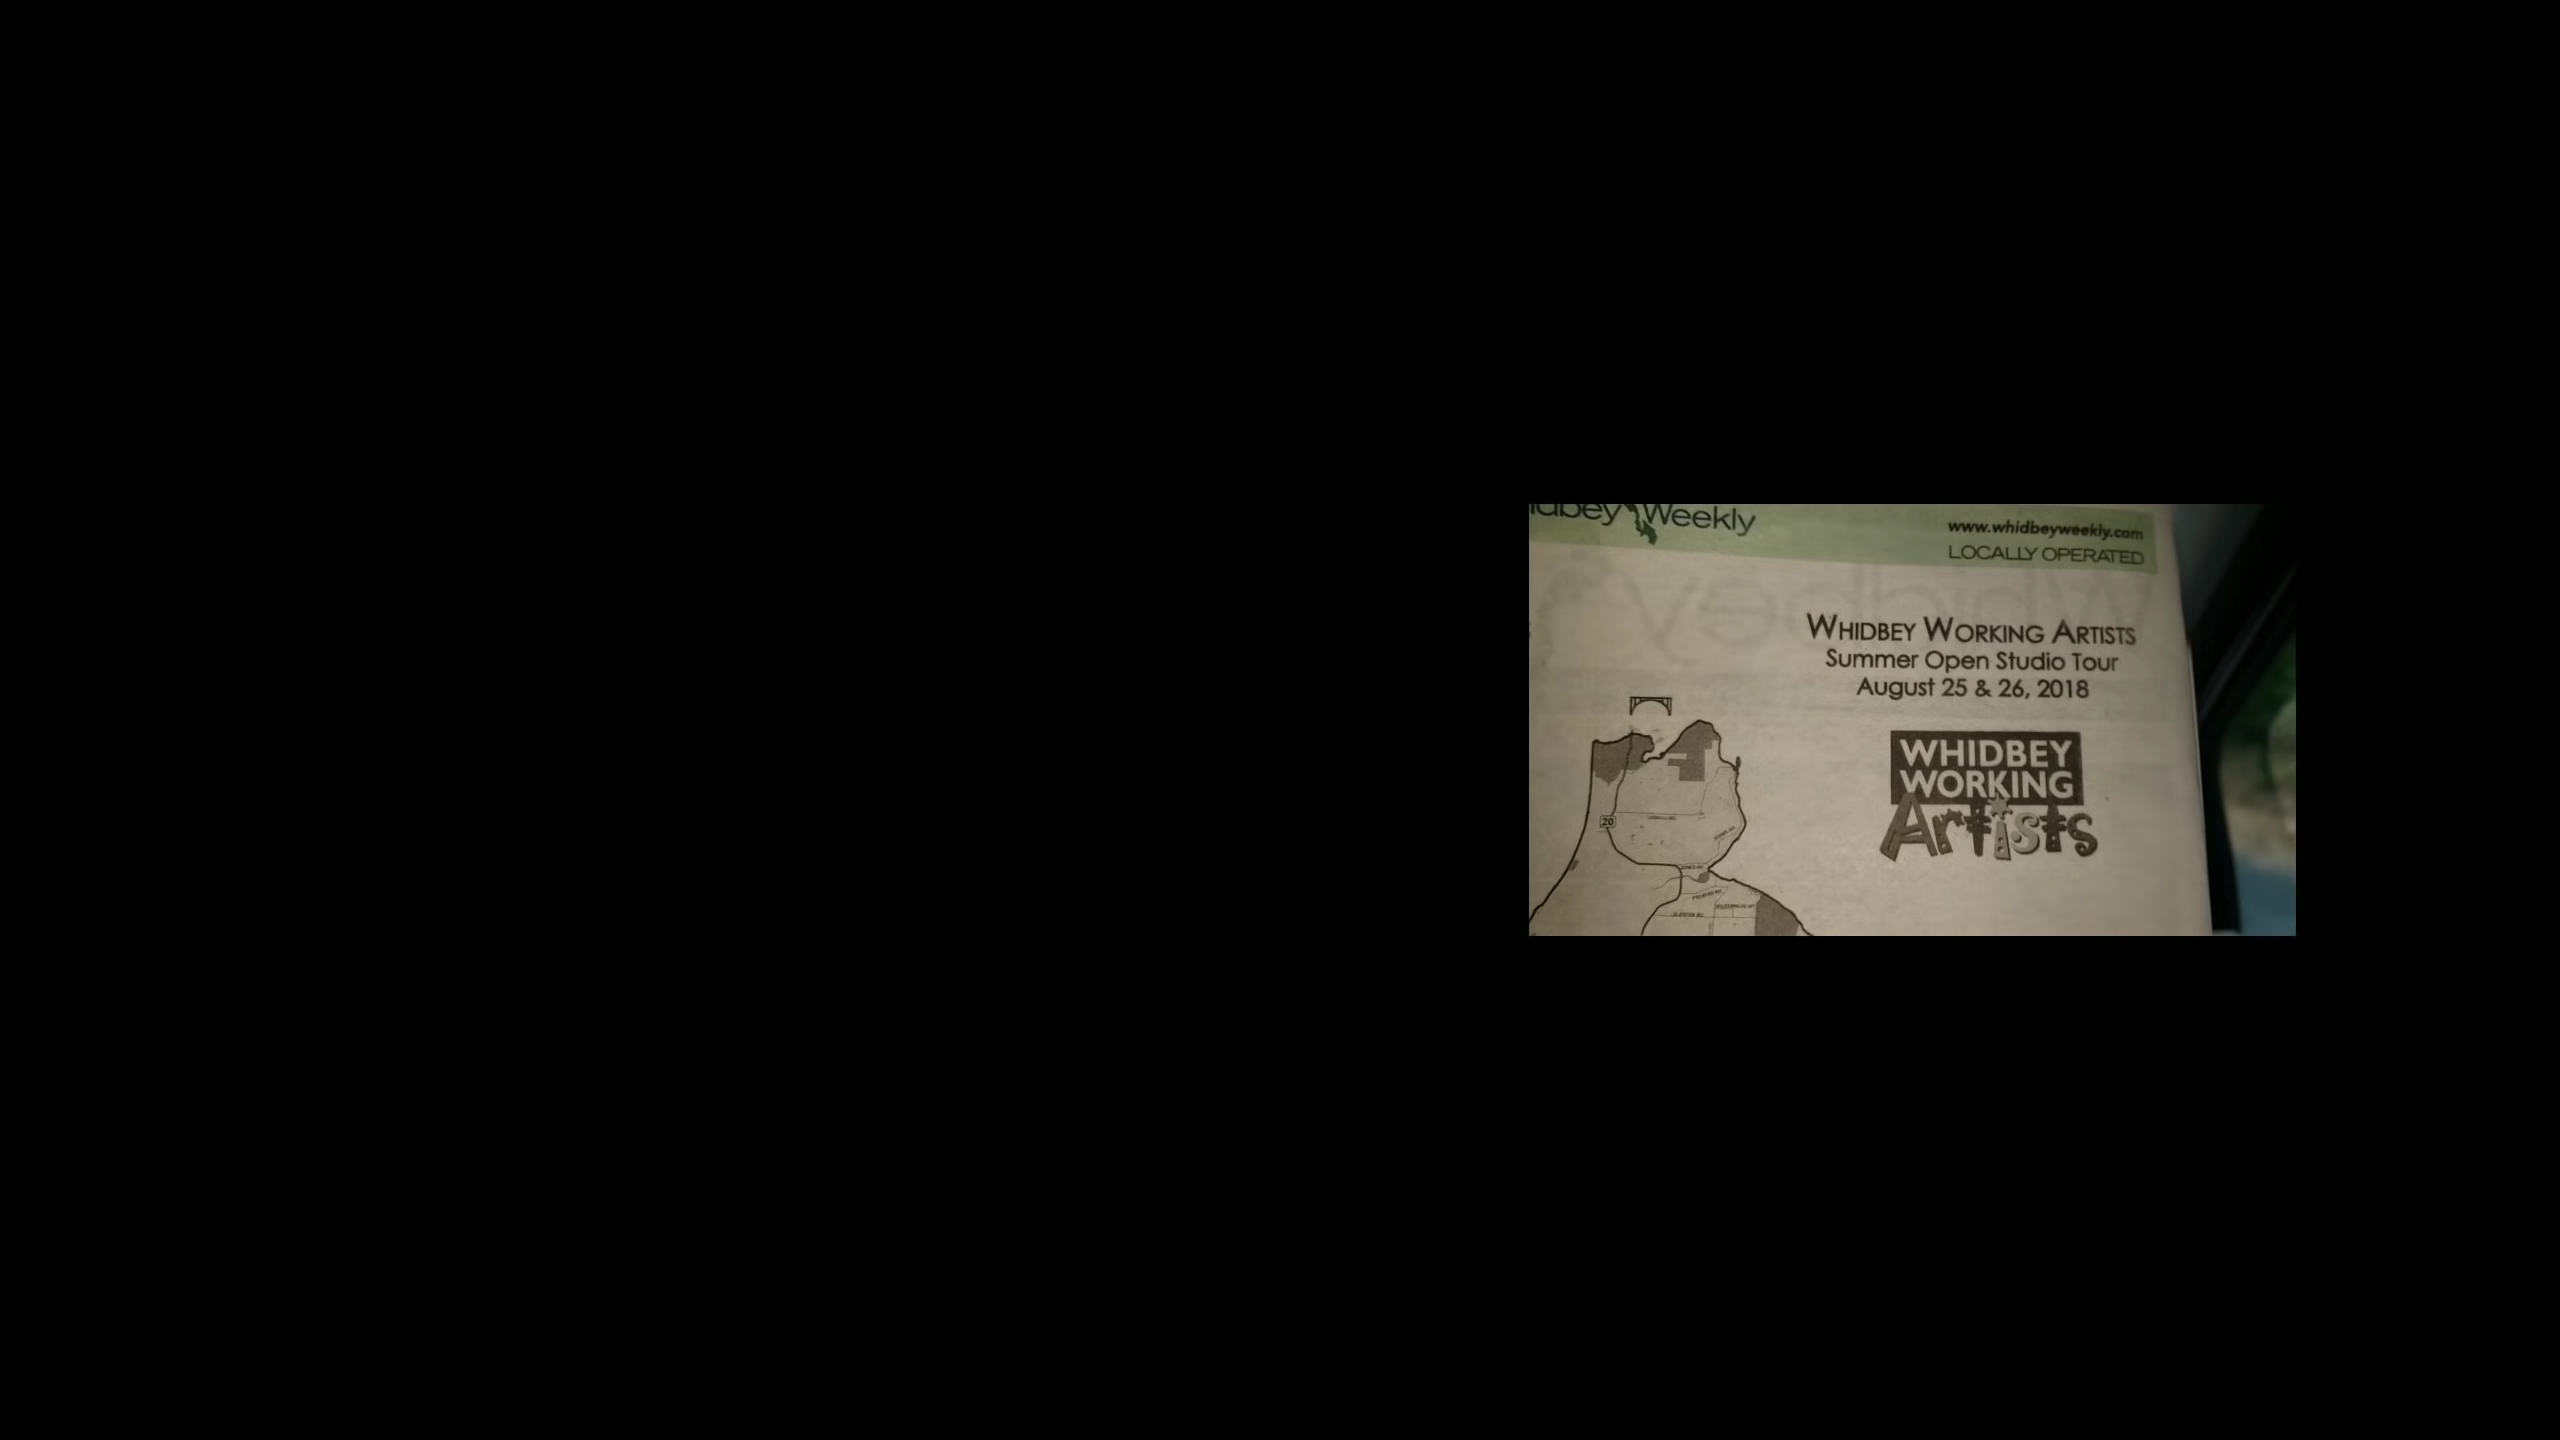 Weekly
www.whidbeyweekly.com
LOCALLY OPERATED
WHIDBEY WORKING ARTISTS
Summer Open Studio Tour
August 25 & 26, 2018
WHIDBEY
WORKING
Artists
20